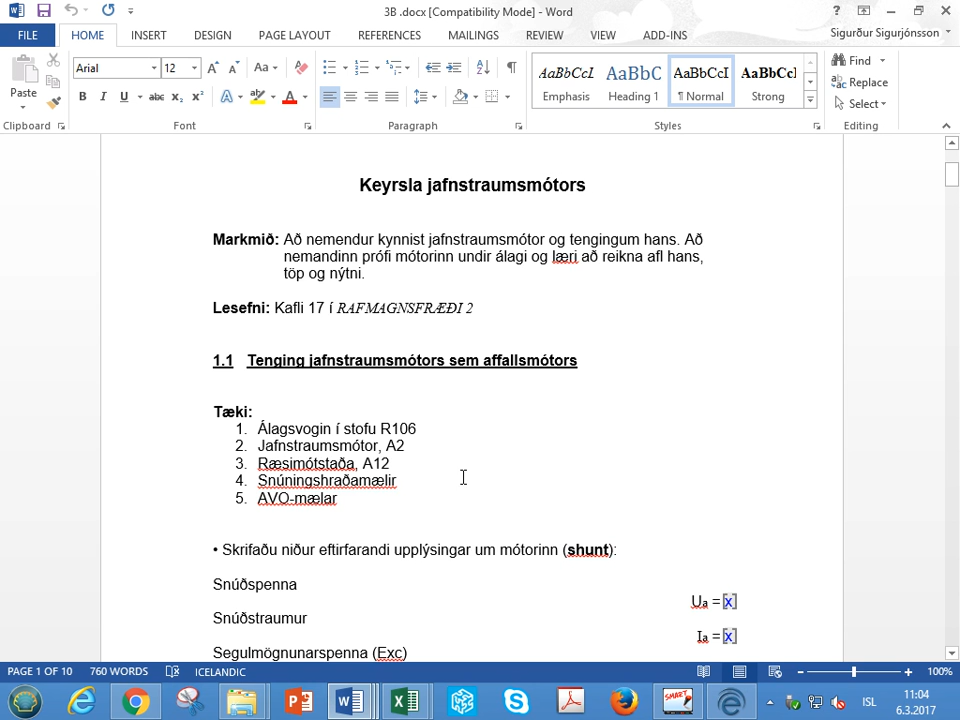 3B .docx [Compatibility Mode] - Word
FILE HOME INSERT DESIGN PAGE LAYOUT REFERENCES MAILINGS REVIEW VIEW ADD-INS
Sigurður Sigurjónsson
Paste
Arial 12
Aa
B I U abc x₂ x² A A
AaBbCcI AaBbC AaBbCcI AaBbCcl
Emphasis Heading 1 ¶ Normal Strong
Find
Replace
Select
Clipboard Font Paragraph Styles Editing
Keyrsla jafnstraumsmótors
Markmið: Að nemendur kynnist jafnstraumsmótor og tengingum hans. Að
nemandinn prófi mótorinn undir álagi og læri að reikna afl hans,
töp og nýtni.
Lesefni: Kafli 17 í RAFMAGNSFRÆÐI 2
1.1 Tenging jafnstraumsmótors sem affallsmótors
Tæki:
1. Álagsvogin í stofu R106
2. Jafnstraumsmótor, A2
3. Ræsimótstaða, A12
4. Snúningshraðamælir
5. AVO-mælar
• Skrifaðu niður eftirfarandi upplýsingar um mótorinn (shunt):
Snúðspenna
Ua = [x]
Snúðstraumur
Ia = [x]
Segulmögnunarspenna (Exc)
PAGE 1 OF 10 760 WORDS ICELANDIC 100%
SMART
ISL
11:04
6.3.2017